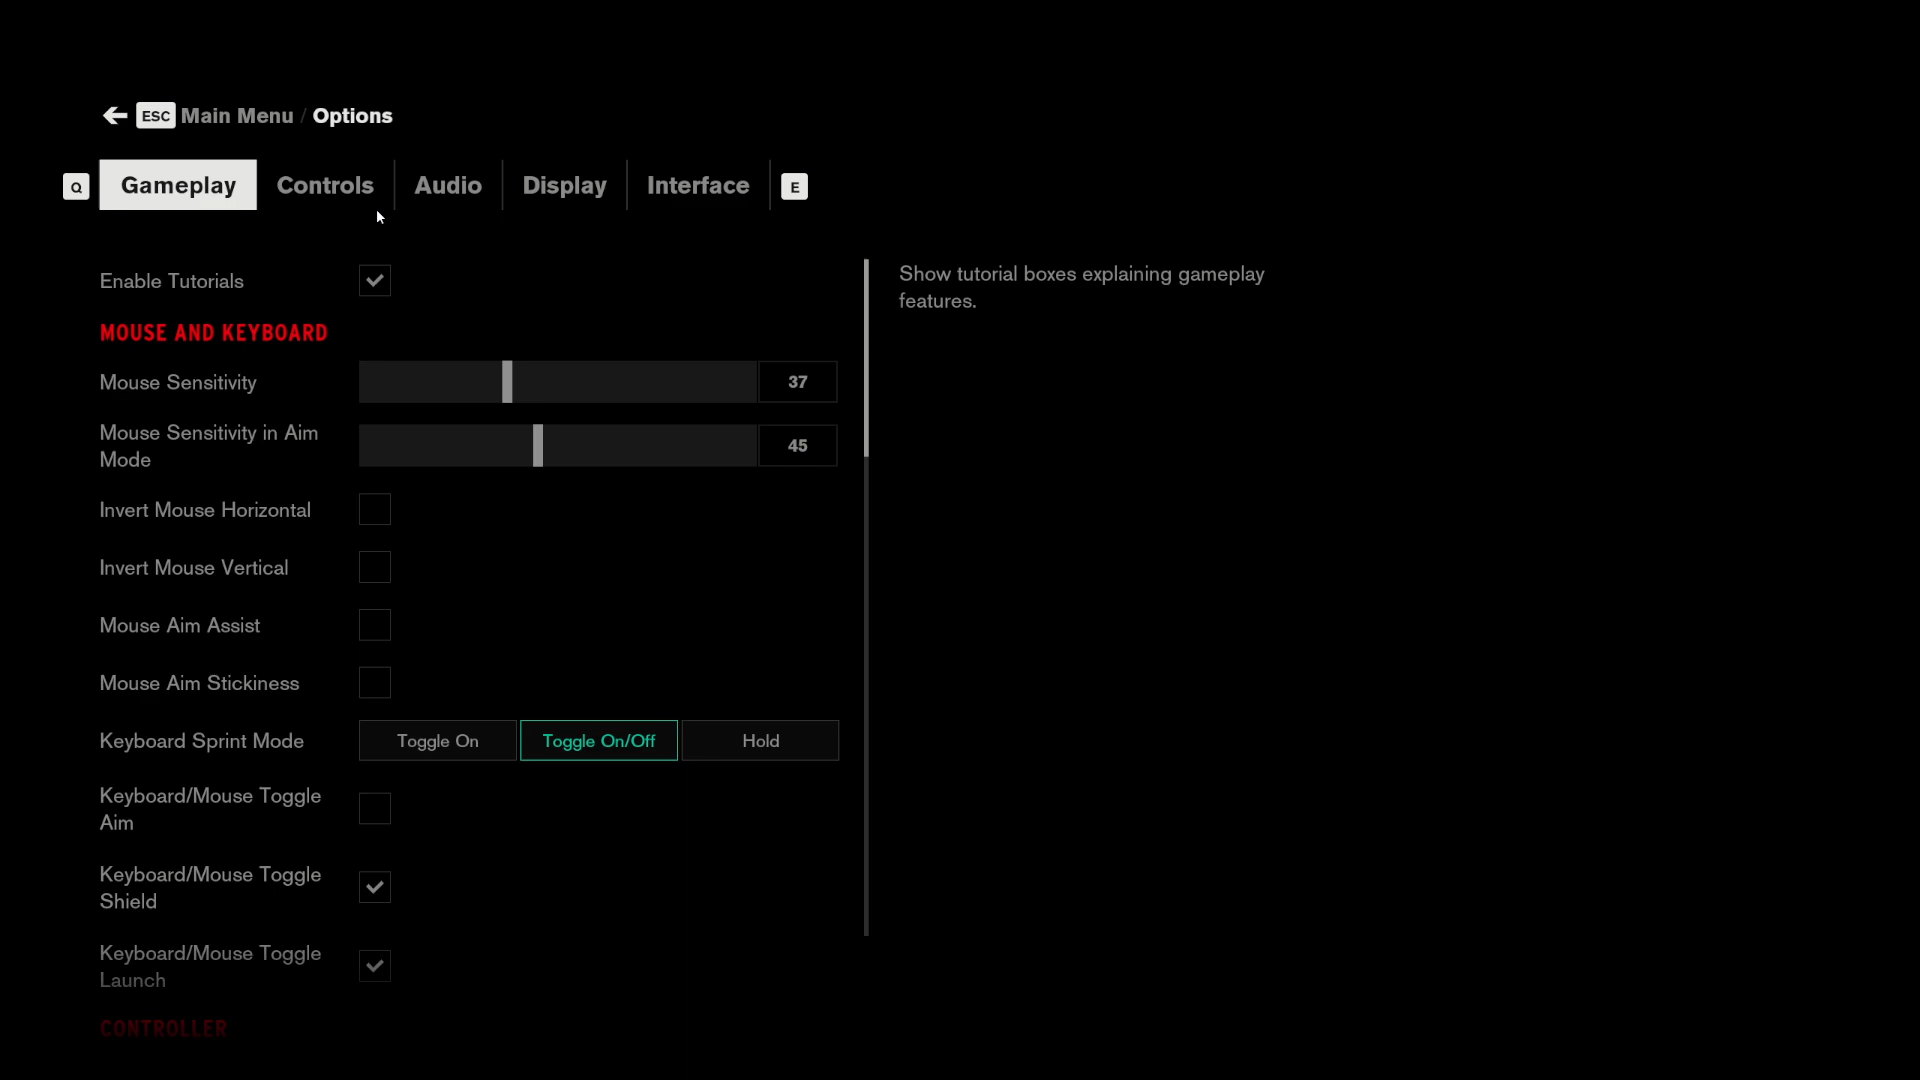 ESC Main Menu / Options
Q Gameplay Controls Audio Display Interface E
Enable Tutorials
Show tutorial boxes explaining gameplay
features.
MOUSE AND KEYBOARD
Mouse Sensitivity 37
Mouse Sensitivity in Aim
Mode 45
Invert Mouse Horizontal
Invert Mouse Vertical
Mouse Aim Assist
Mouse Aim Stickiness
Keyboard Sprint Mode Toggle On Toggle On/Off Hold
Keyboard/Mouse Toggle
Aim
Keyboard/Mouse Toggle
Shield
Keyboard/Mouse Toggle
Launch
CONTROLLER